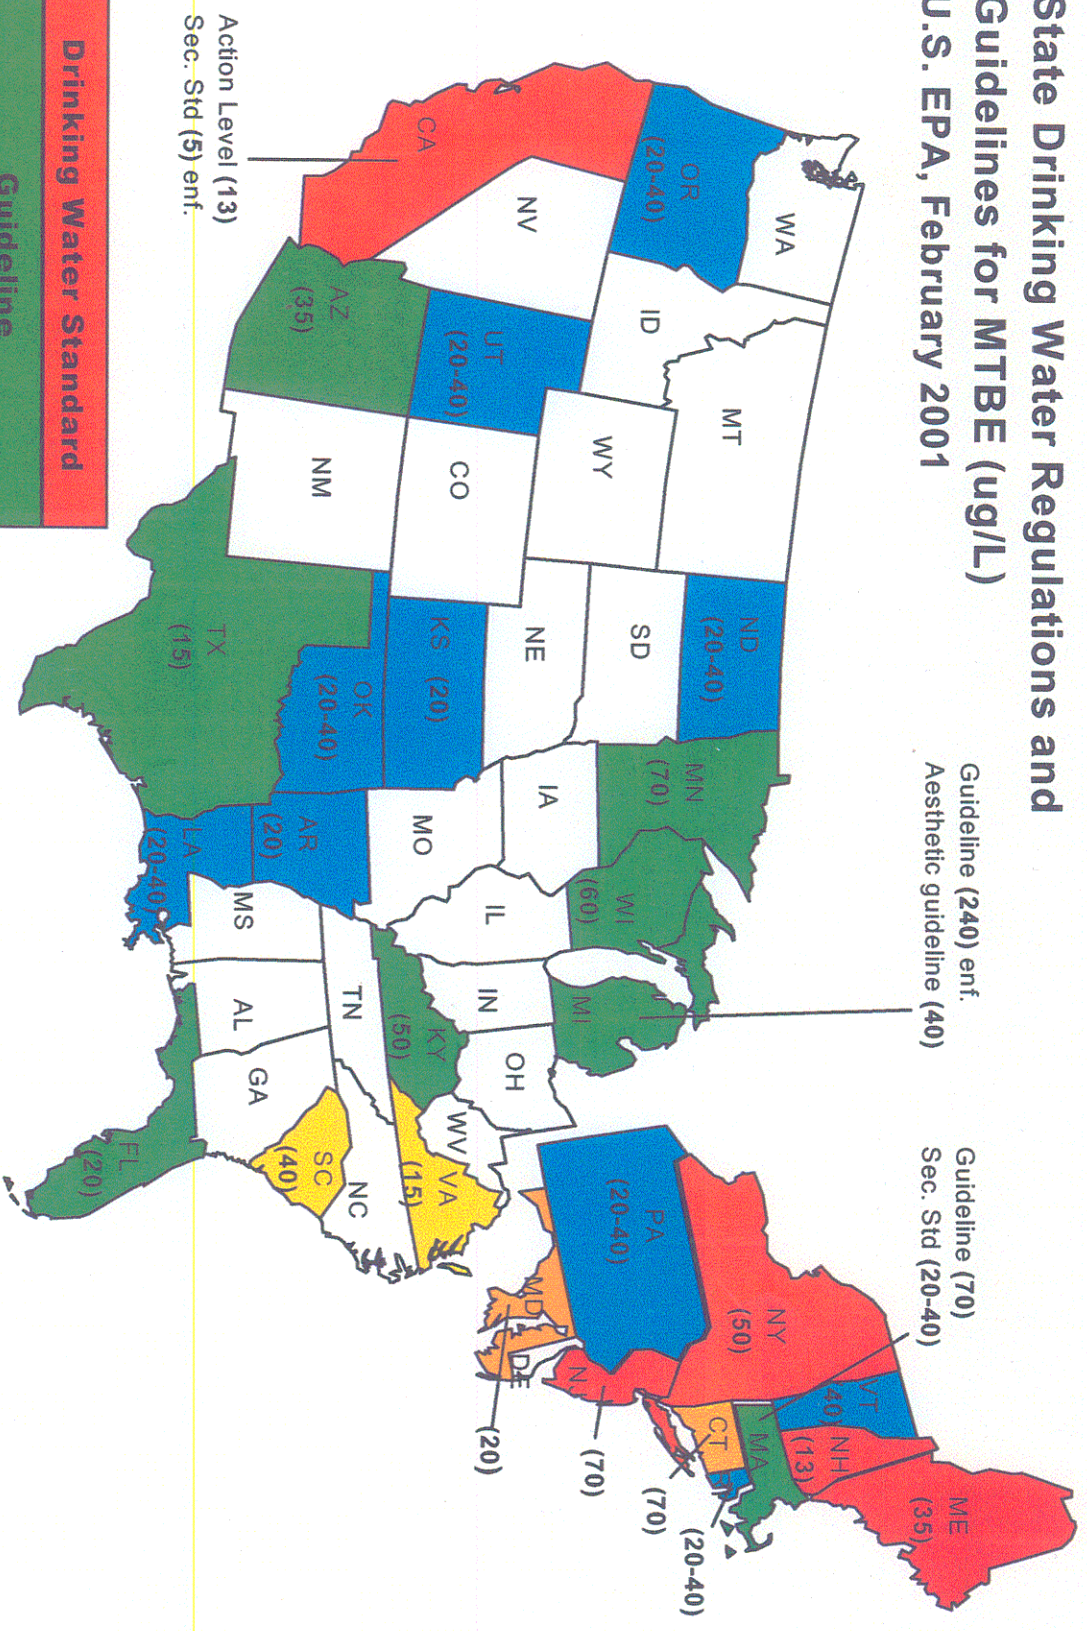 State Drinking Water Regulations and
Guidelines for MTBE (ug/L)
U.S. EPA, February 2001
Guideline (240) enf.
Aesthetic guideline (40)
Guideline (70)
Sec. Std (20-40)
WA
OR
(20-40)
CA
NV
ID
MT
WY
UT
(20-40)
AZ
(35)
CO
NM
ND
(20-40)
SD
NE
KS (20)
OK
(20-40)
TX
(15)
MN
(70)
IA
MO
AR
(20)
LA
(20-40)
WI
(60)
IL
MS
MI
IN
OH
KY
(50)
TN
AL
GA
FL
(20)
SC
(40)
NC
VA
(15)
WV
PA
(20-40)
NY
(50)
VT
(40)
NH
(13)
ME
(35)
MA
CT
MD
DE
(20)
(70)
(70)
(20-40)
Action Level (13)
Sec. Std (5) enf.
Drinking Water Standard
Guideline